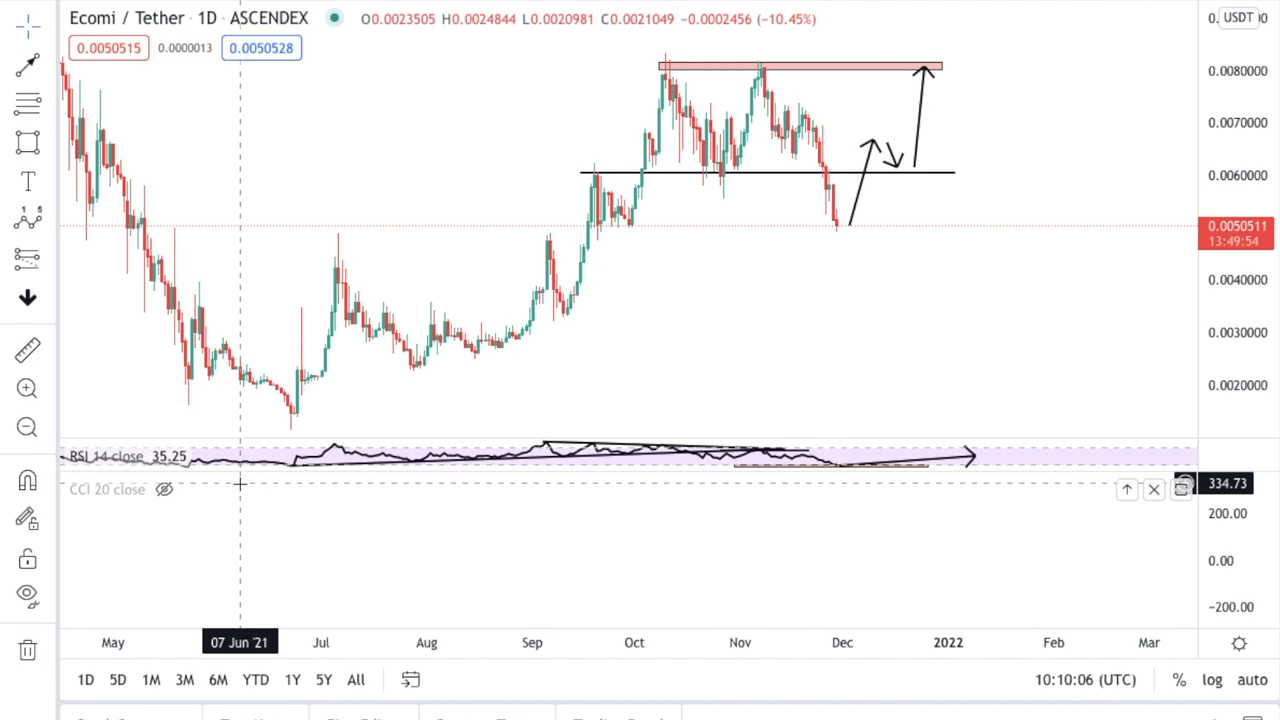 Ecomi / Tether · 1D · ASCENDEX O0.0023505 H0.0024844 L0.0020981 C0.0021049 −0.0002456 (−10.45%)
USDT
0.0050515 0.0000013 0.0050528
0.0080000
0.0070000
0.0060000
0.0050511
13:49:54
0.0040000
0.0030000
0.0020000
T
1 5
RSI 14 close 35.25
CCI 20 close
334.73
200.00
0.00
−200.00
May 07 Jun '21 Jul Aug Sep Oct Nov Dec 2022 Feb Mar
1D 5D 1M 3M 6M YTD 1Y 5Y All 10:10:06 (UTC) % log auto